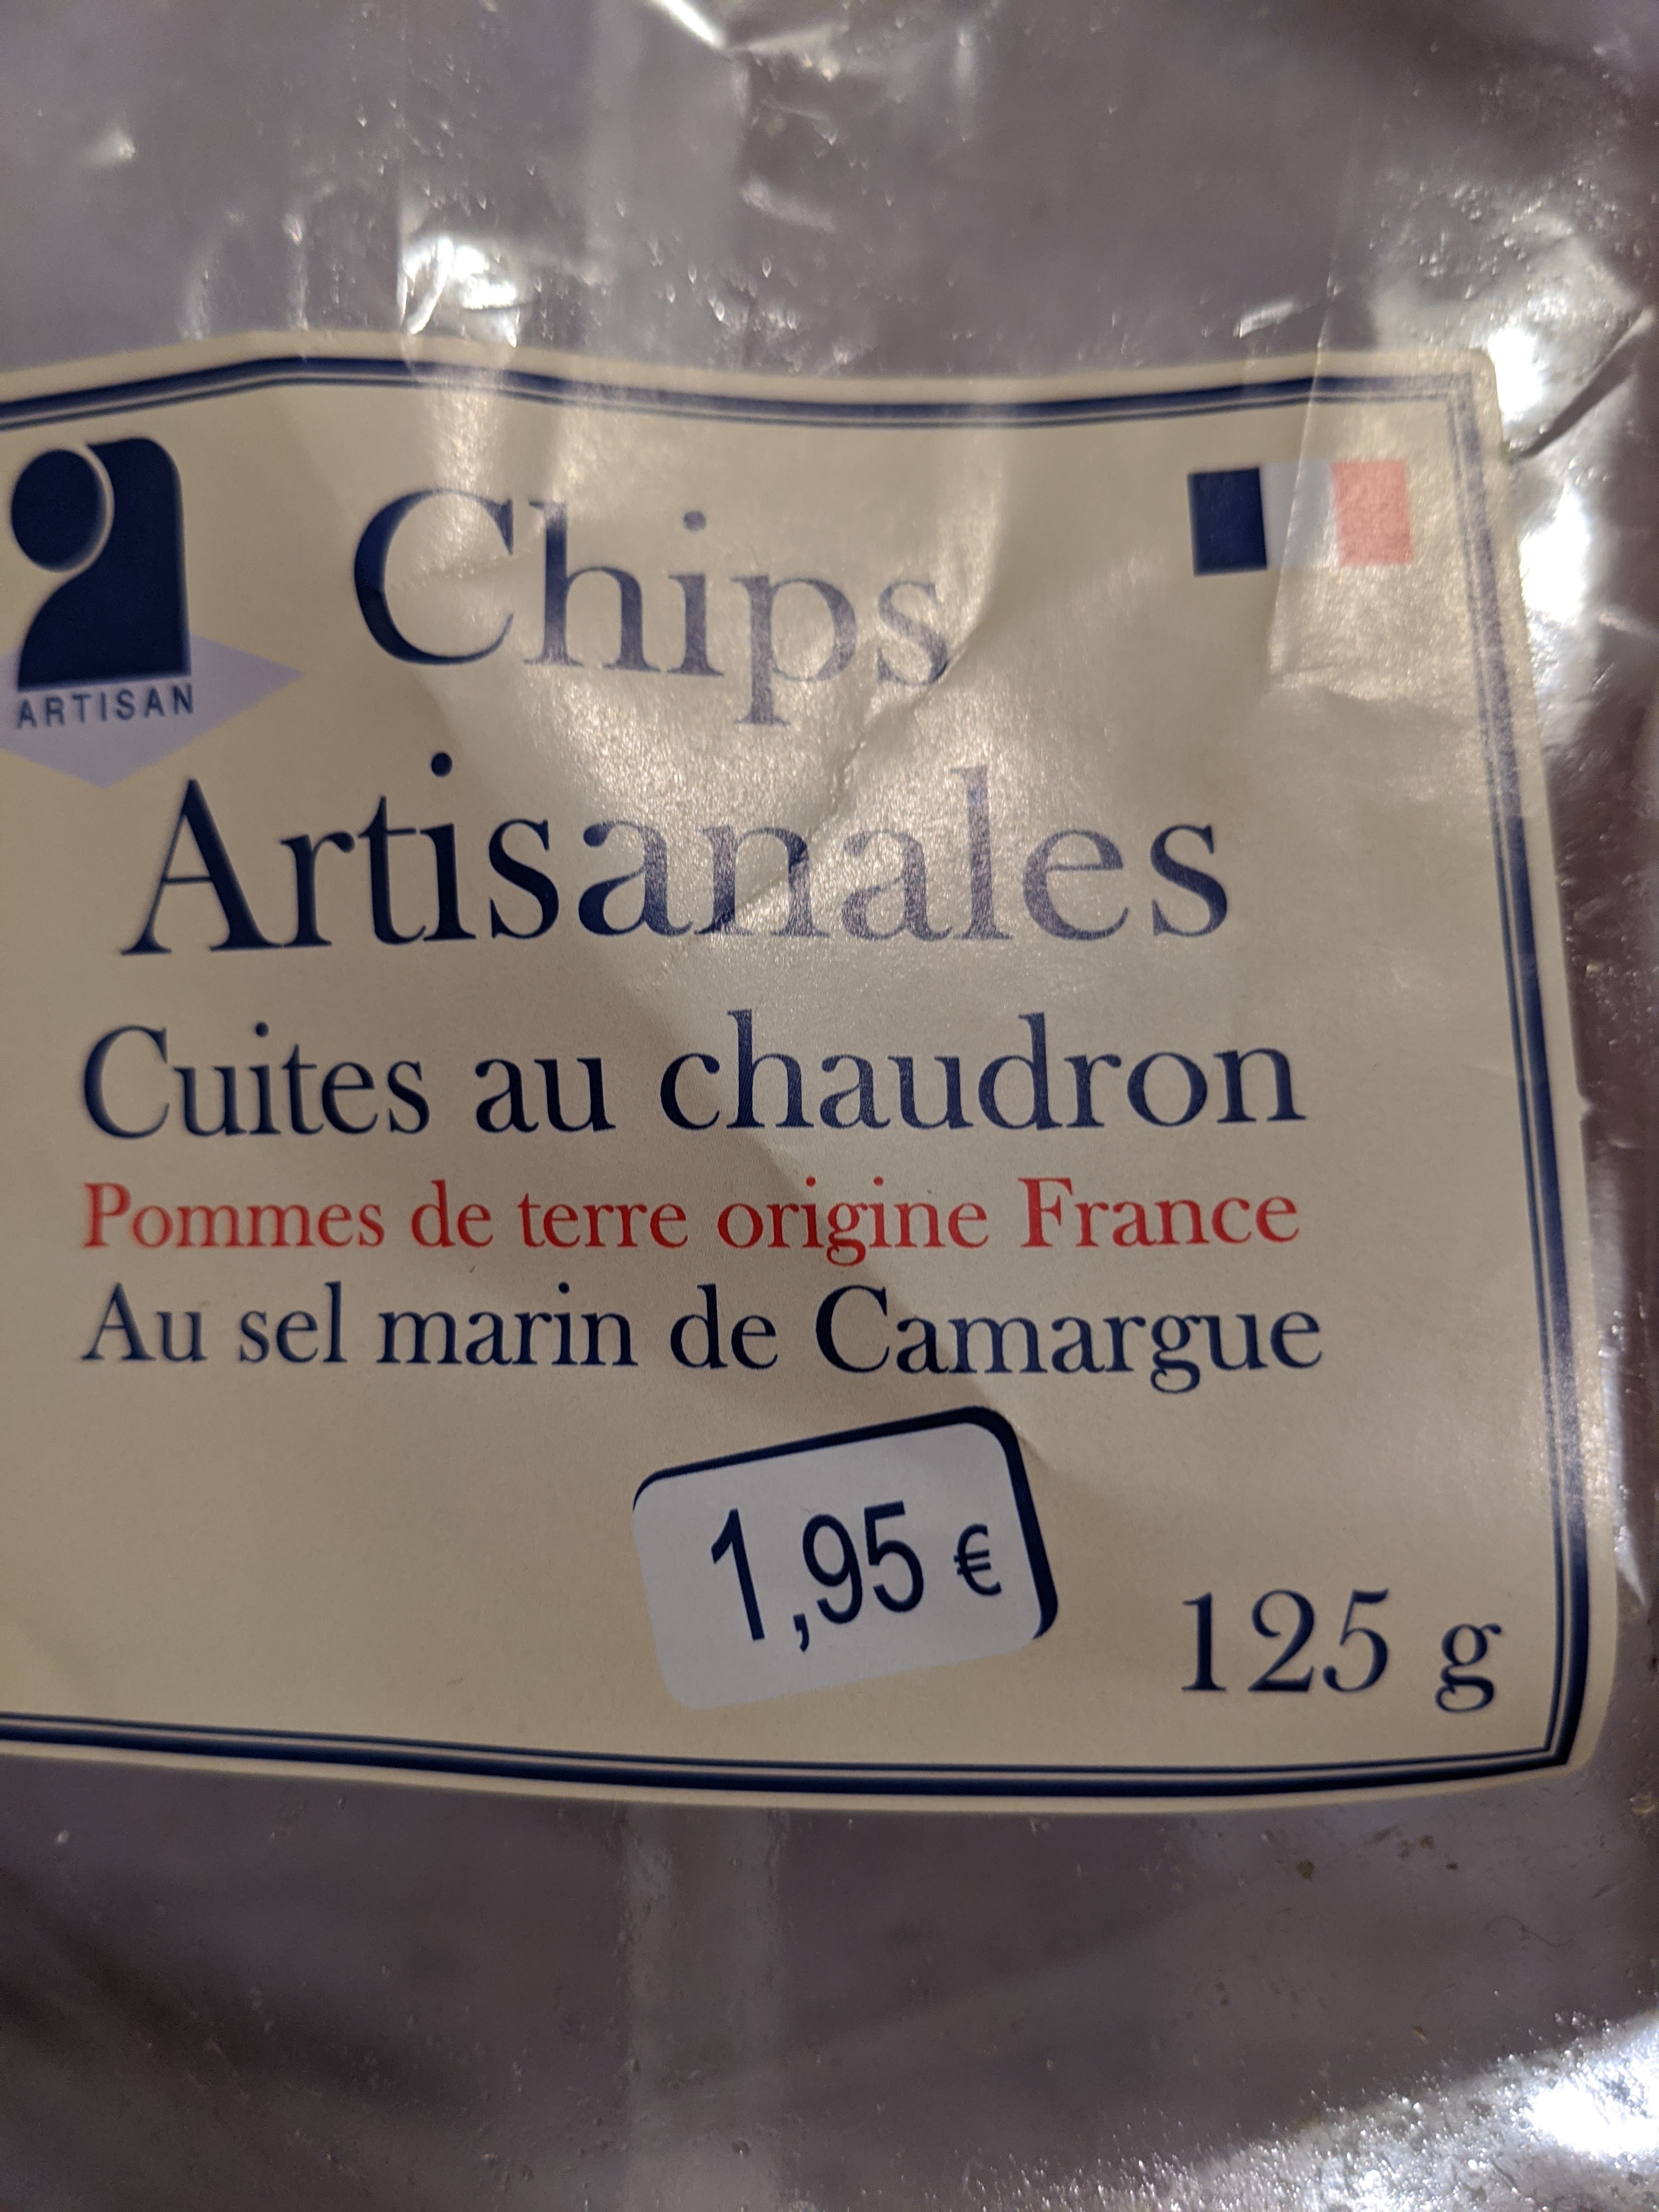 ARTISAN
Chips
Artisanales
Cuites au chaudron
Pommes de terre origine France
Au sel marin de Camargue
1,95 €
125 g